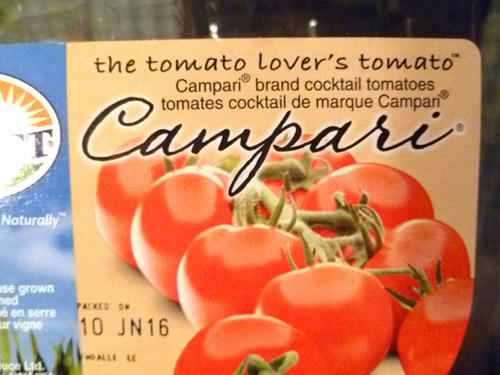 the tomato lover's tomato™
Campari® brand cocktail tomatoes
tomates cocktail de marque Campari®
Campari®
Naturally™
PACKED ON
10 JN16
LE